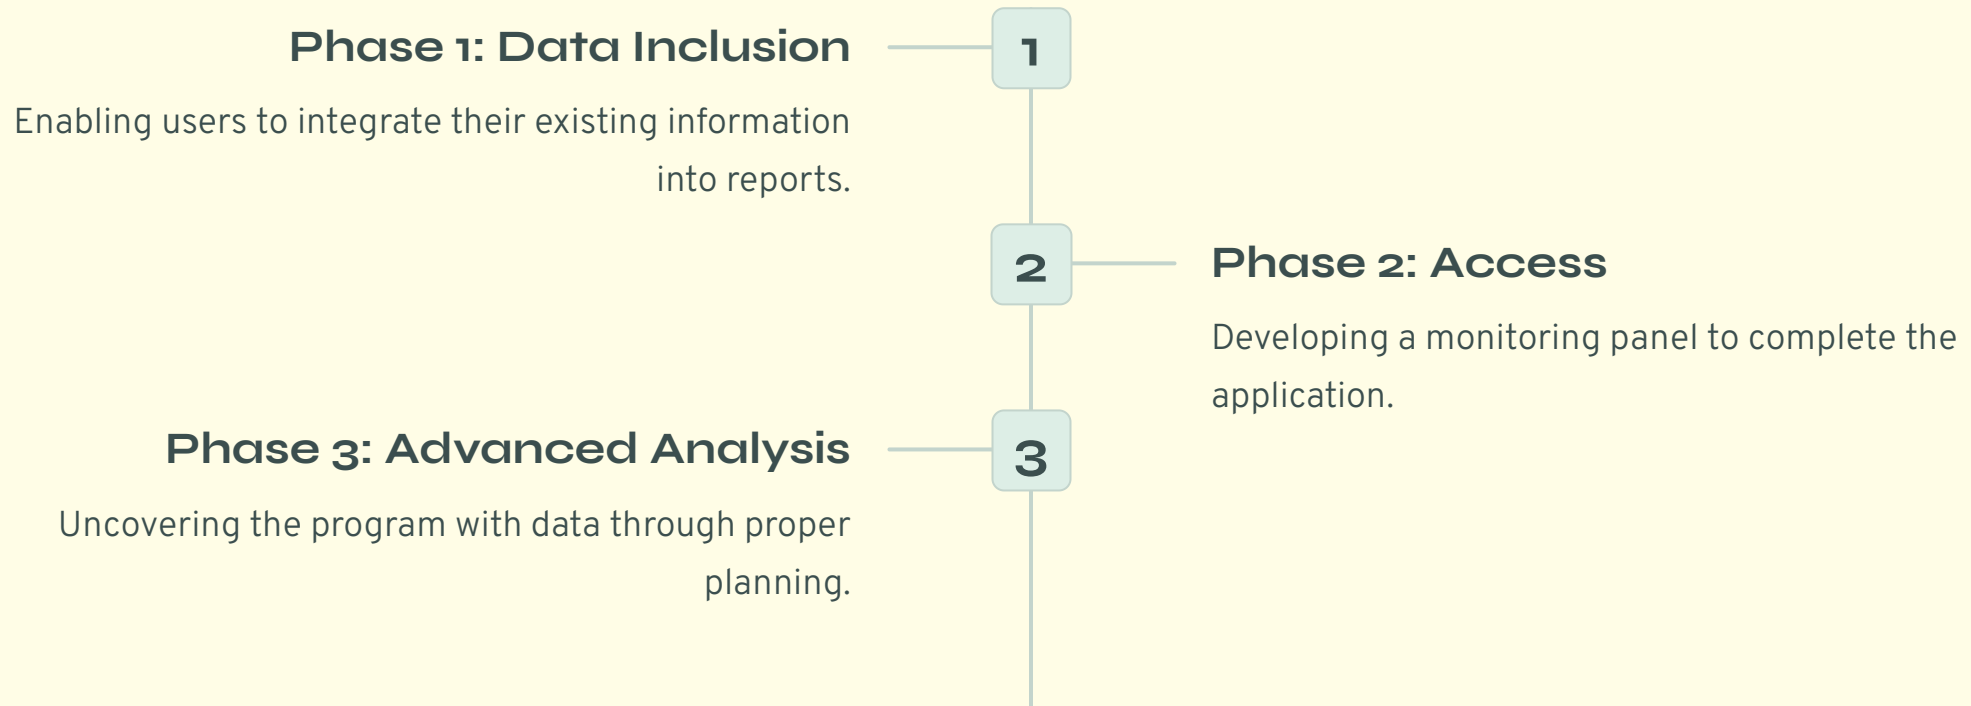 Phase 1: Data Inclusion
1
Enabling users to integrate their existing information
into reports.
2
Phase 2: Access
Developing a monitoring panel to complete the
application.
Phase 3: Advanced Analysis
3
Uncovering the program with data through proper
planning.